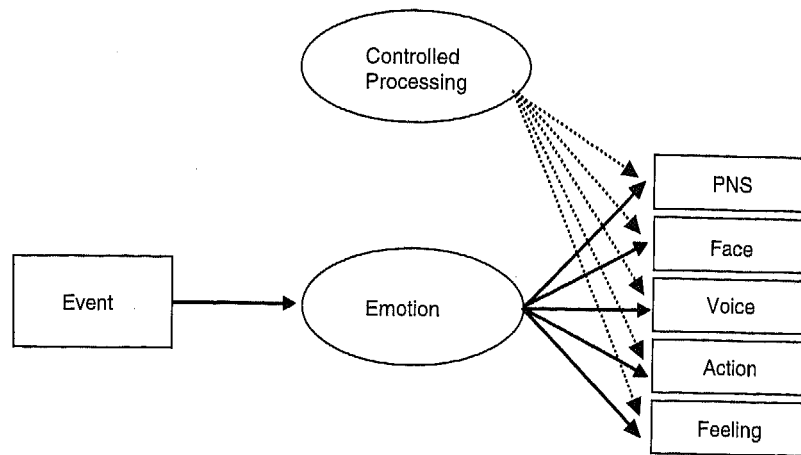 Controlled
Processing
PNS
Face
Event
Emotion
Voice
Action
Feeling